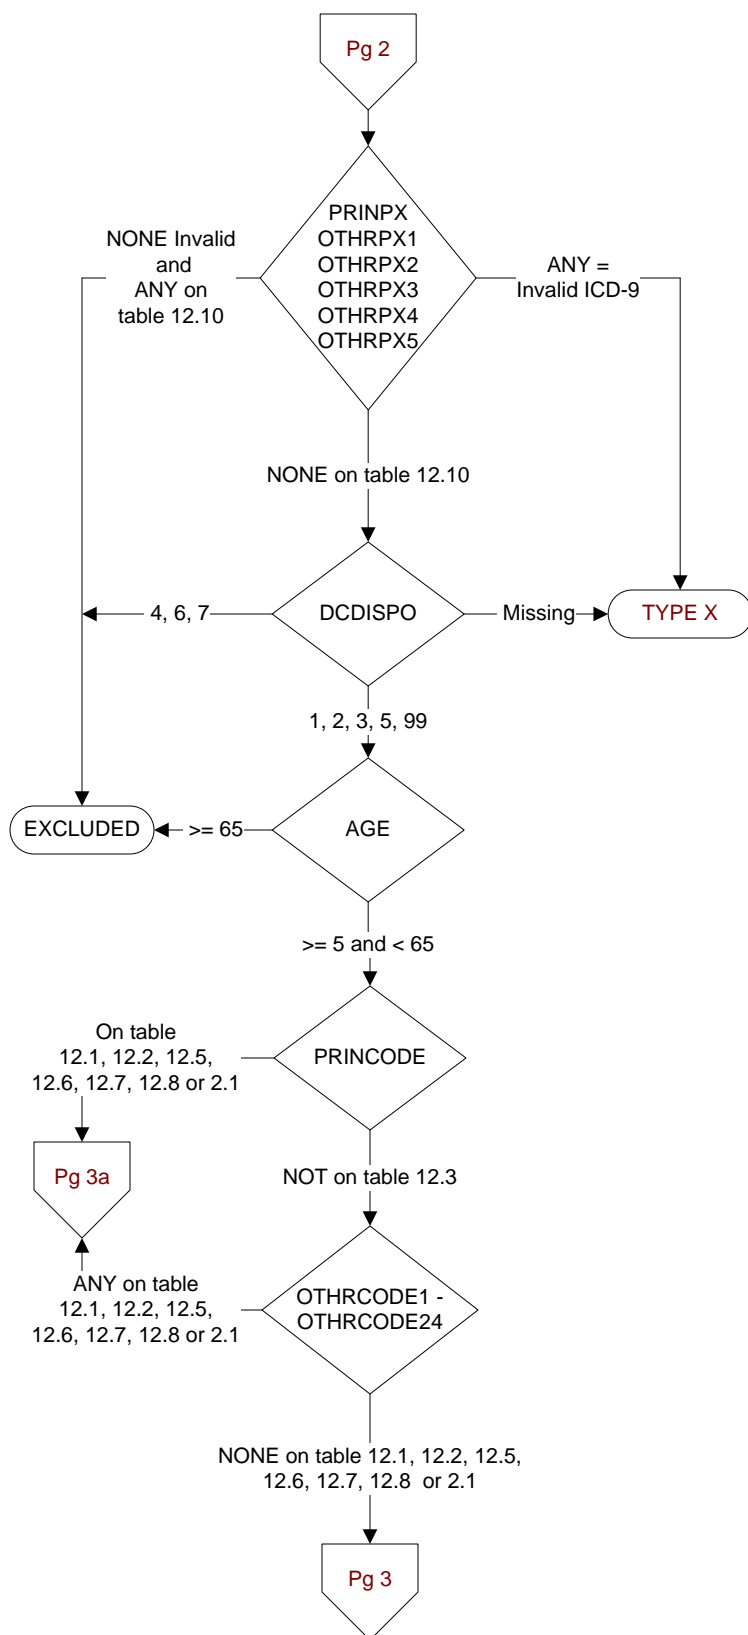 Pg 2
PRINPX
OTHRPX1
OTHRPX2
OTHRPX3
OTHRPX4
OTHRPX5
NONE Invalid
and
ANY on
table 12.10
ANY =
Invalid ICD-9
NONE on table 12.10
4, 6, 7
DCDISPO
Missing
TYPE X
1, 2, 3, 5, 99
EXCLUDED
>= 65
AGE
>= 5 and < 65
On table
12.1, 12.2, 12.5,
12.6, 12.7, 12.8 or 2.1
PRINCODE
Pg 3a
NOT on table 12.3
ANY on table
12.1, 12.2, 12.5,
12.6, 12.7, 12.8 or 2.1
OTHRCODE1 -
OTHRCODE24
NONE on table 12.1, 12.2, 12.5,
12.6, 12.7, 12.8 or 2.1
Pg 3